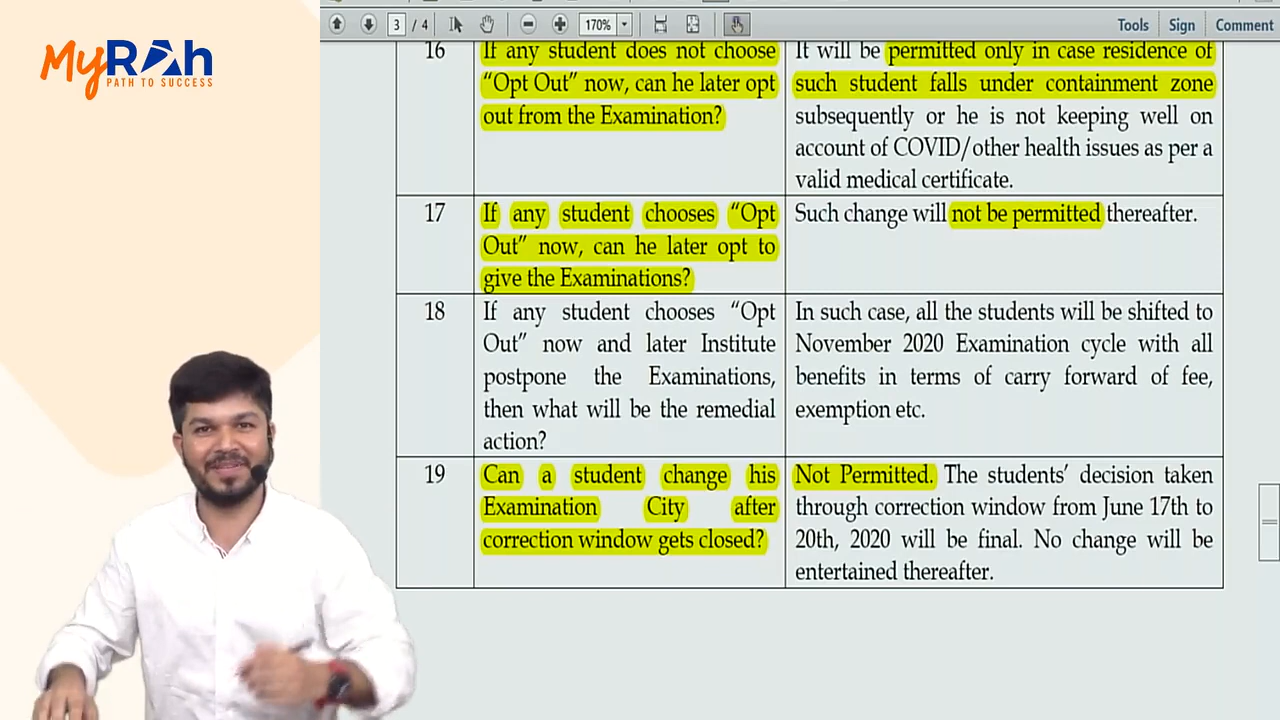 3 / 4
170%
Tools
Sign
Comment
MyRAh
PATH TO SUCCESS
16
If any student does not choose
“Opt Out” now, can he later opt
out from the Examination?
It will be permitted only in case residence of
such student falls under containment zone
subsequently or he is not keeping well on
account of COVID/other health issues as per a
valid medical certificate.
17
If any student chooses “Opt
Out” now, can he later opt to
give the Examinations?
Such change will not be permitted thereafter.
18
If any student chooses “Opt
Out” now and later Institute
postpone the Examinations,
then what will be the remedial
action?
In such case, all the students will be shifted to
November 2020 Examination cycle with all
benefits in terms of carry forward of fee,
exemption etc.
19
Can a student change his
Examination City after
correction window gets closed?
Not Permitted. The students’ decision taken
through correction window from June 17th to
20th, 2020 will be final. No change will be
entertained thereafter.